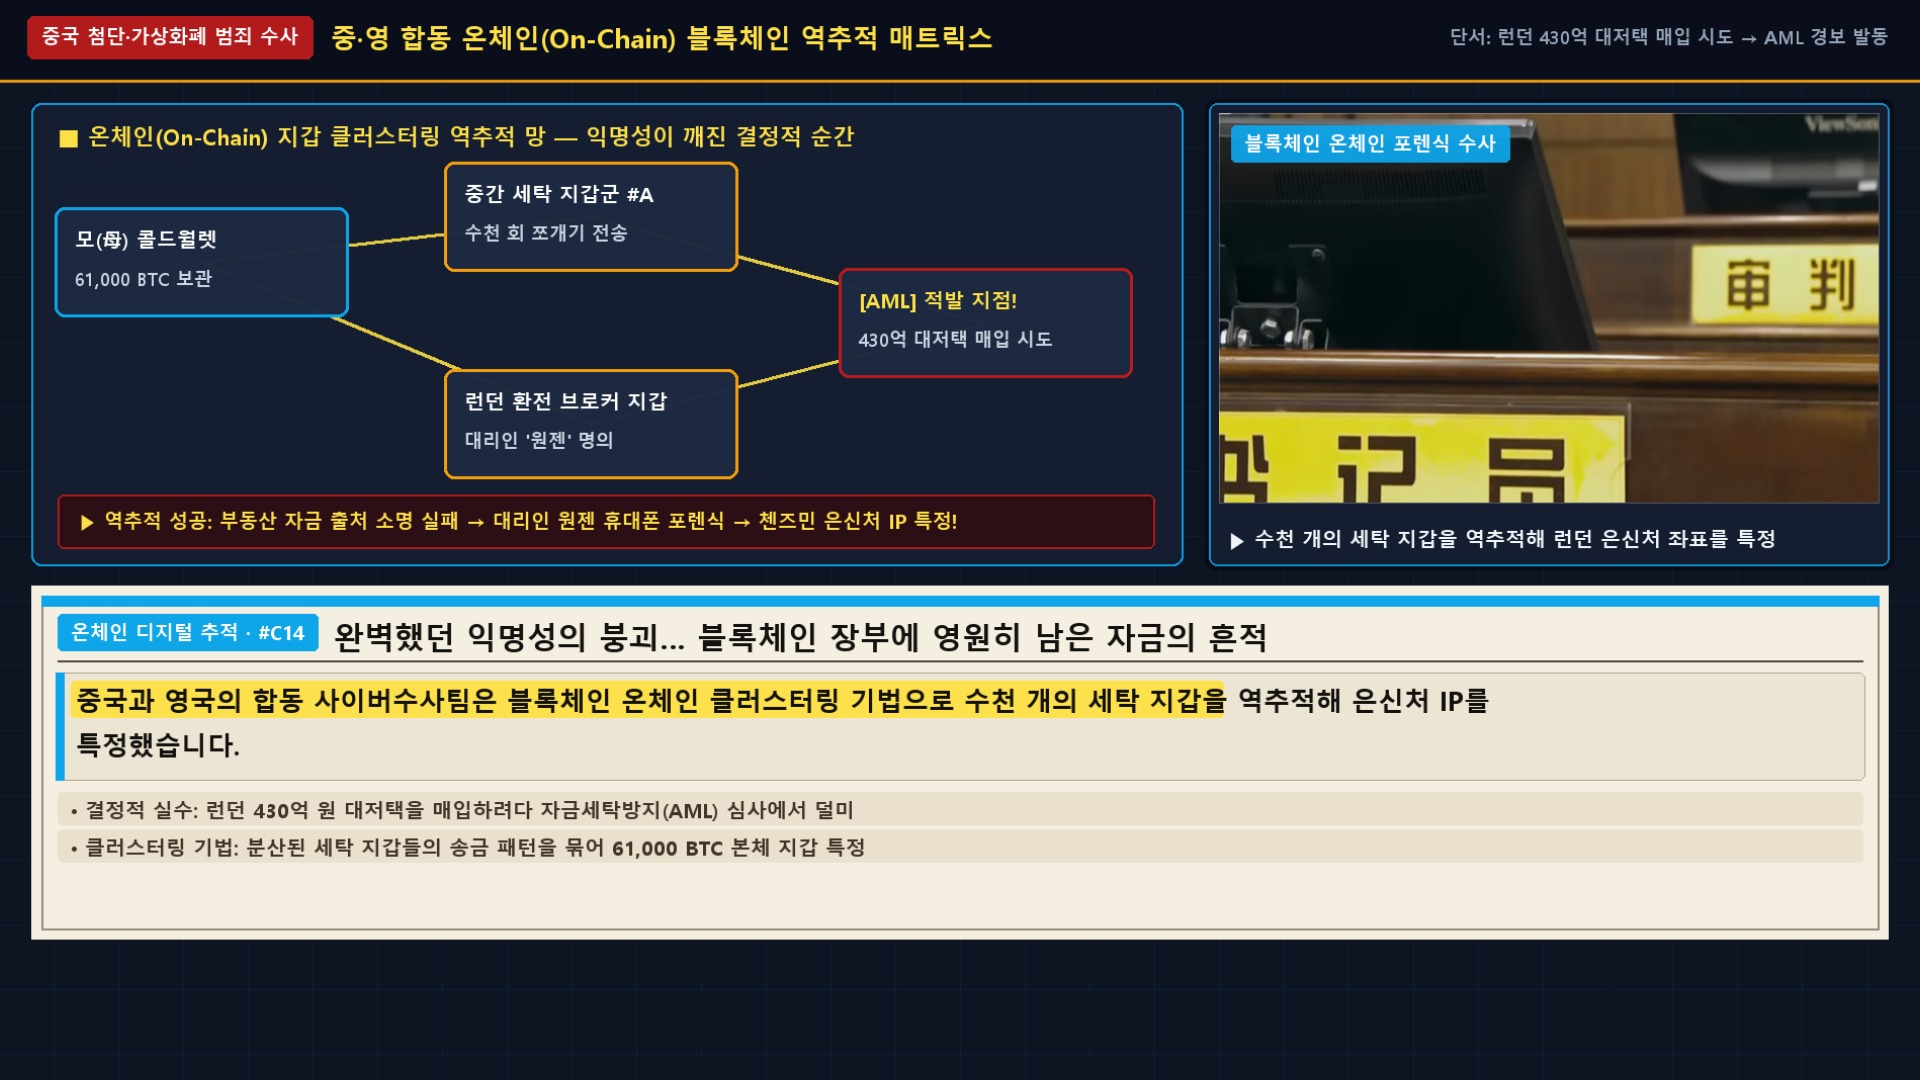 중국 첨단·가상화폐 범죄 수사
중·영 합동 온체인(On-Chain) 블록체인 역추적 매트릭스
단서: 런던 430억 대저택 매입 시도 → AML 경보 발동
■ 온체인(On-Chain) 지갑 클러스터링 역추적 망 — 익명성이 깨진 결정적 순간
모(母) 콜드월렛
61,000 BTC 보관
중간 세탁 지갑군 #A
수천 회 쪼개기 전송
[AML] 적발 지점!
430억 대저택 매입 시도
런던 환전 브로커 지갑
대리인 '원젠' 명의
▶ 역추적 성공: 부동산 자금 출처 소명 실패 → 대리인 원젠 휴대폰 포렌식 → 첸즈민 은신처 IP 특정!
ViewSon
블록체인 온체인 포렌식 수사
审 判
记 员
▶ 수천 개의 세탁 지갑을 역추적해 런던 은신처 좌표를 특정
온체인 디지털 추적 · #C14
완벽했던 익명성의 붕괴... 블록체인 장부에 영원히 남은 자금의 흔적
중국과 영국의 합동 사이버수사팀은 블록체인 온체인 클러스터링 기법으로 수천 개의 세탁 지갑을 역추적해 은신처 IP를
특정했습니다.
• 결정적 실수: 런던 430억 원 대저택을 매입하려다 자금세탁방지(AML) 심사에서 덜미
• 클러스터링 기법: 분산된 세탁 지갑들의 송금 패턴을 묶어 61,000 BTC 본체 지갑 특정